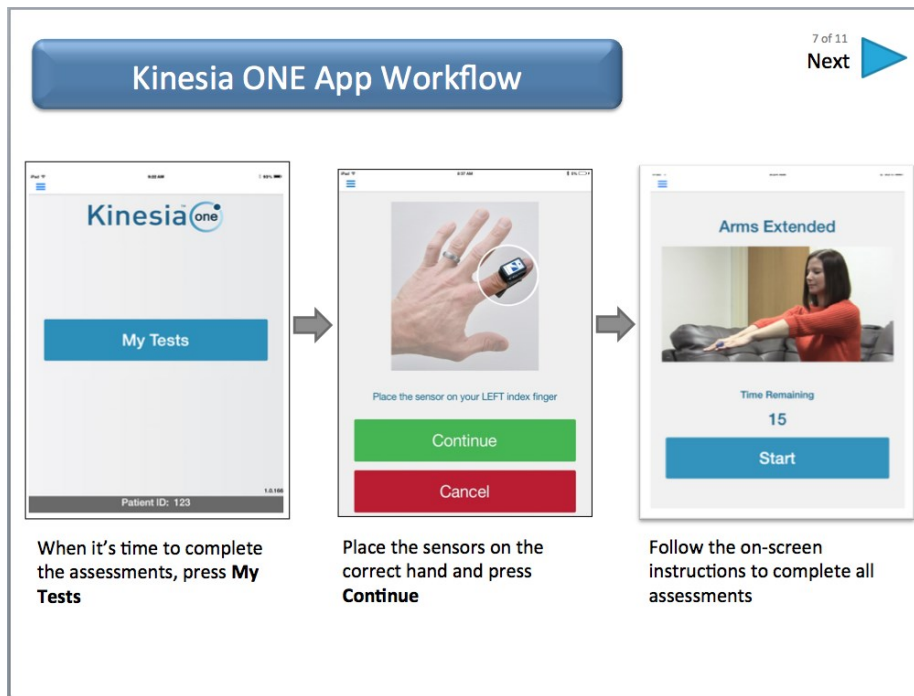 7 of 11
Next
Kinesia ONE App Workflow
Kinesia one
My Tests
1.0.166
Patient ID: 123
Place the sensor on your LEFT index finger
Continue
Cancel
Arms Extended
Time Remaining
15
Start
When it's time to complete
the assessments, press My
Tests
Place the sensors on the
correct hand and press
Continue
Follow the on-screen
instructions to complete all
assessments